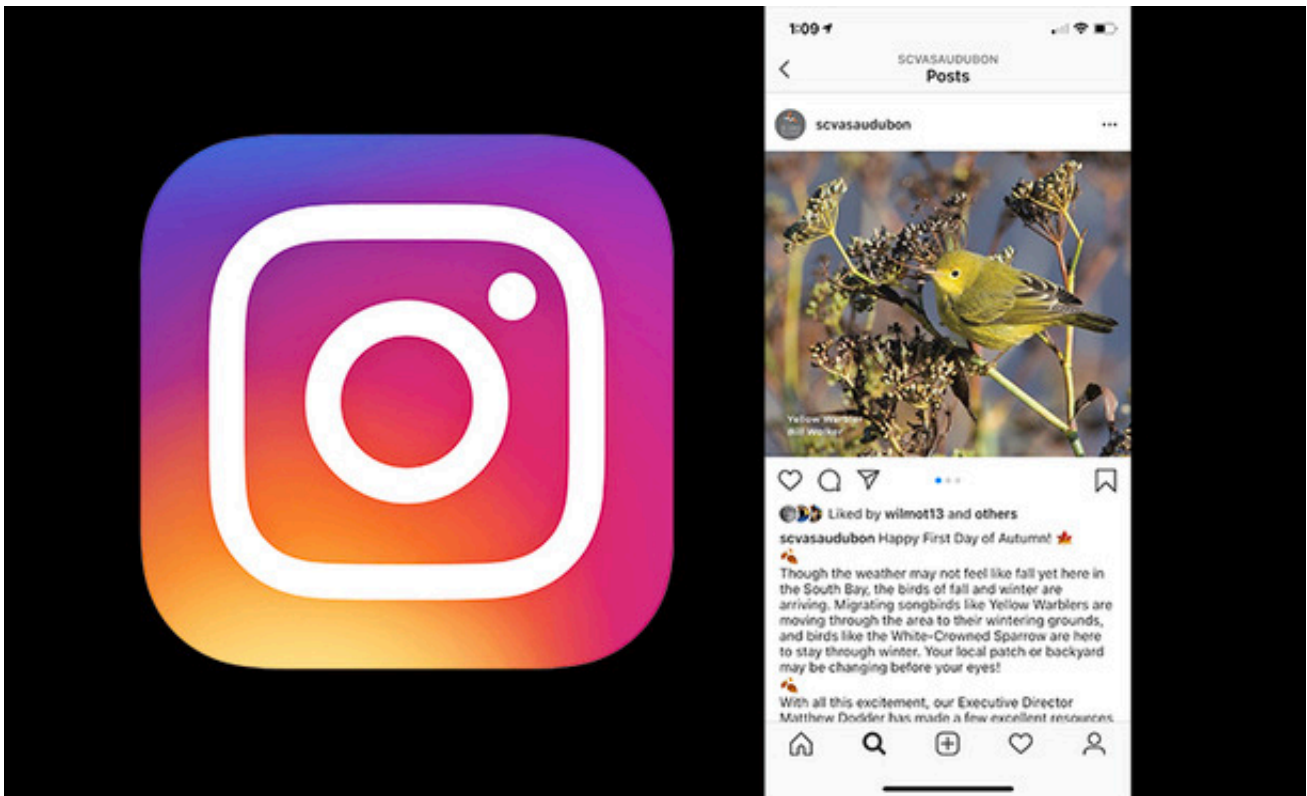 1:09
SCVASAUDUBON
Posts
scvasaudubon
Yellow Warbler
Bill Walker
Liked by wilmot13 and others
scvasaudubon Happy First Day of Autumn! 🍁
🍂
Though the weather may not feel like fall yet here in
the South Bay, the birds of fall and winter are
arriving. Migrating songbirds like Yellow Warblers are
moving through the area to their wintering grounds,
and birds like the White-Crowned Sparrow are here
to stay through winter. Your local patch or backyard
may be changing before your eyes!
🍂
With all this excitement, our Executive Director
Matthew Dodder has made a few excellent resources